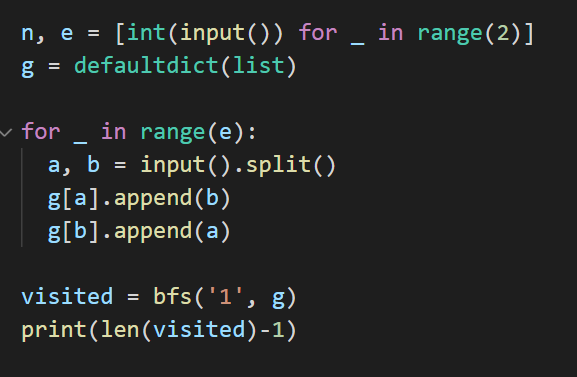 n, e = [int(input()) for _ in range(2)]
g = defaultdict(list)
for _ in range(e):
a, b = input().split()
g[a].append(b)
g[b].append(a)
visited = bfs('1', g)
print(len(visited)-1)